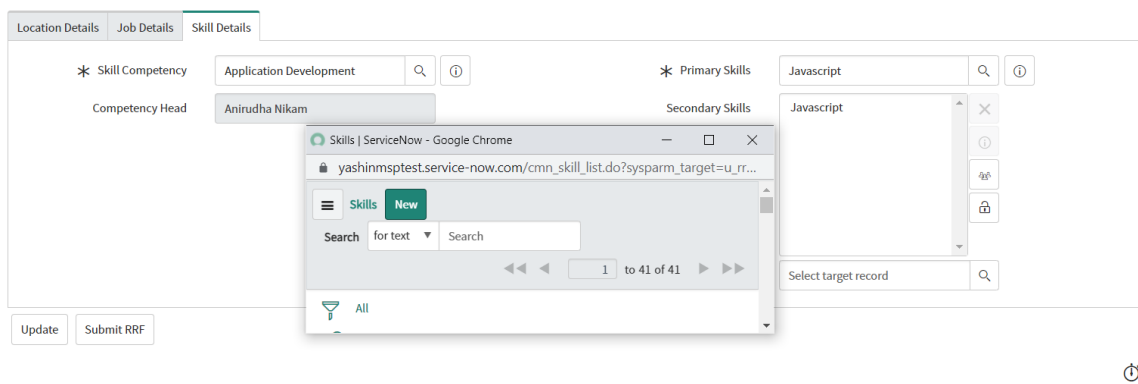 Location Details Job Details Skill Details
Skill Competency Application Development Primary Skills Javascript
Competency Head Anirudha Nikam Secondary Skills Javascript
Skills | ServiceNow - Google Chrome
yashinmsptest.service-now.com/cmn_skill_list.do?sysparm_target=u_rr...
Skills New
Search for text Search
1 to 41 of 41
Select target record
All
Update Submit RRF